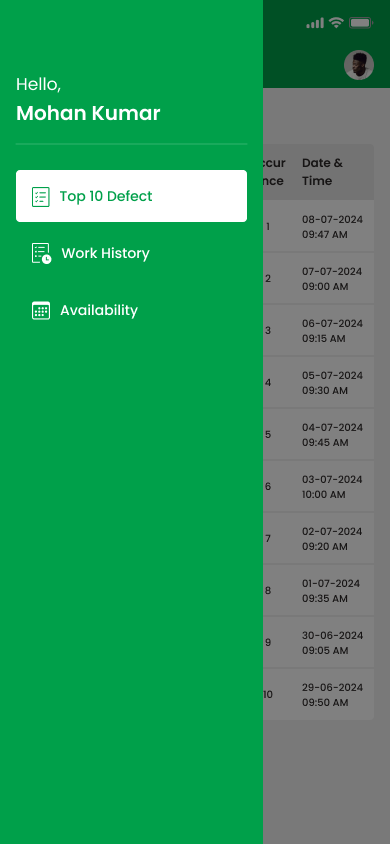 Hello,
Mohan Kumar
Top 10 Defect
Work History
Availability
ccur
nce
Date &
Time
1
08-07-2024
09:47 AM
2
07-07-2024
09:00 AM
3
06-07-2024
09:15 AM
4
05-07-2024
09:30 AM
5
04-07-2024
09:45 AM
6
03-07-2024
10:00 AM
7
02-07-2024
09:20 AM
8
01-07-2024
09:35 AM
9
30-06-2024
09:05 AM
10
29-06-2024
09:50 AM